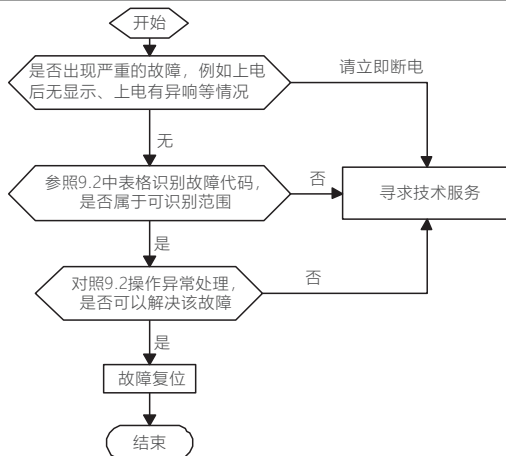 开始
是否出现严重的故障，例如上电
后无显示、上电有异响等情况
请立即断电
无
参照9.2中表格识别故障代码，
是否属于可识别范围
否
寻求技术服务
是
对照9.2操作异常处理，
是否可以解决该故障
否
是
故障复位
结束